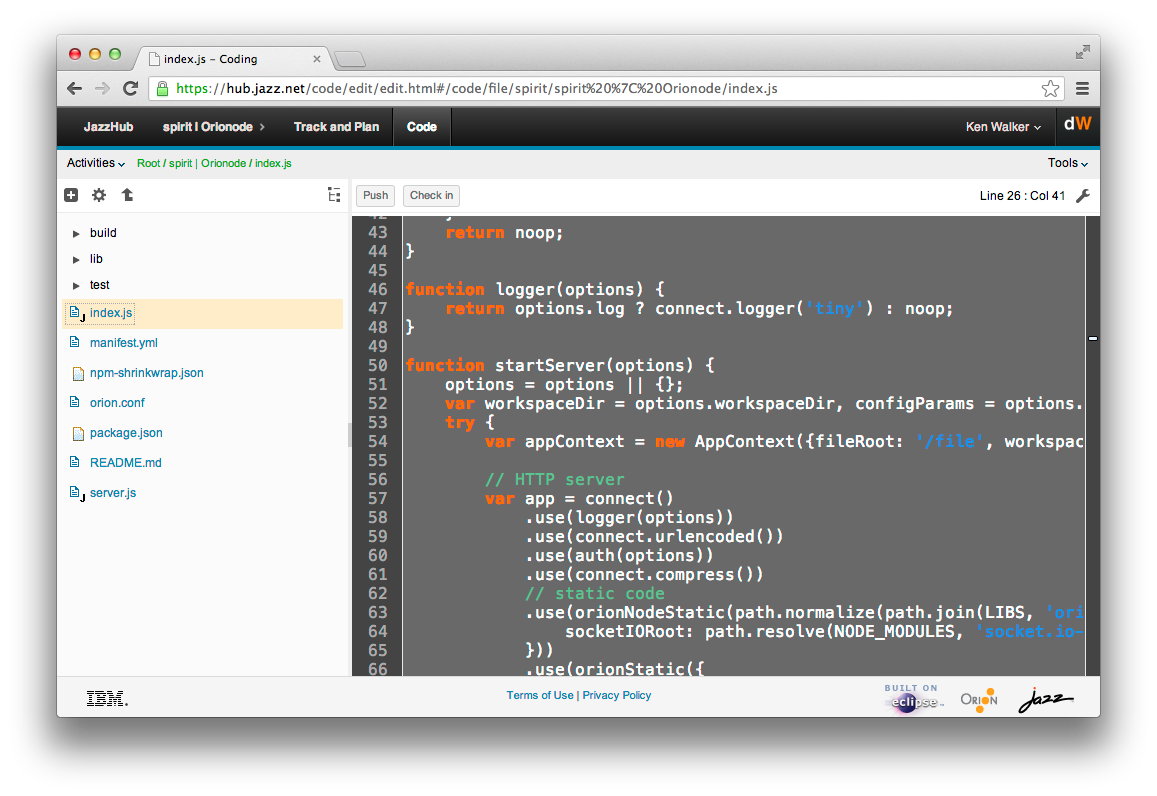 index.js - Coding
https://hub.jazz.net/code/edit/edit.html#/code/file/spirit/spirit%20%7C%20Orionode/index.js
JazzHub spirit | Orionode > Track and Plan Code Ken Walker dW
Activities Root / spirit | Orionode / index.js Tools
Push Check in Line 26 : Col 41
build
lib
test
index.js
manifest.yml
npm-shrinkwrap.json
orion.conf
package.json
README.md
server.js
43 return noop;
44 }
45
46 function logger(options) {
47 return options.log ? connect.logger('tiny') : noop;
48 }
49
50 function startServer(options) {
51 options = options || {};
52 var workspaceDir = options.workspaceDir, configParams = options.
53 try {
54 var appContext = new AppContext({fileRoot: '/file', workspac
55
56 // HTTP server
57 var app = connect()
58 .use(logger(options))
59 .use(connect.urlencoded())
60 .use(auth(options))
61 .use(connect.compress())
62 // static code
63 .use(orionNodeStatic(path.normalize(path.join(LIBS, 'ori
64 socketIORoot: path.resolve(NODE_MODULES, 'socket.io-
65 }))
66 .use(orionStatic({
IBM. Terms of Use | Privacy Policy BUILT ON eclipse ORION jazz